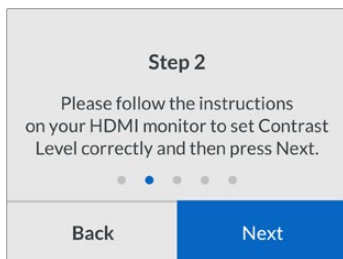 Step 2
Please follow the instructions
on your HDMI monitor to set Contrast
Level correctly and then press Next.
Back
Next